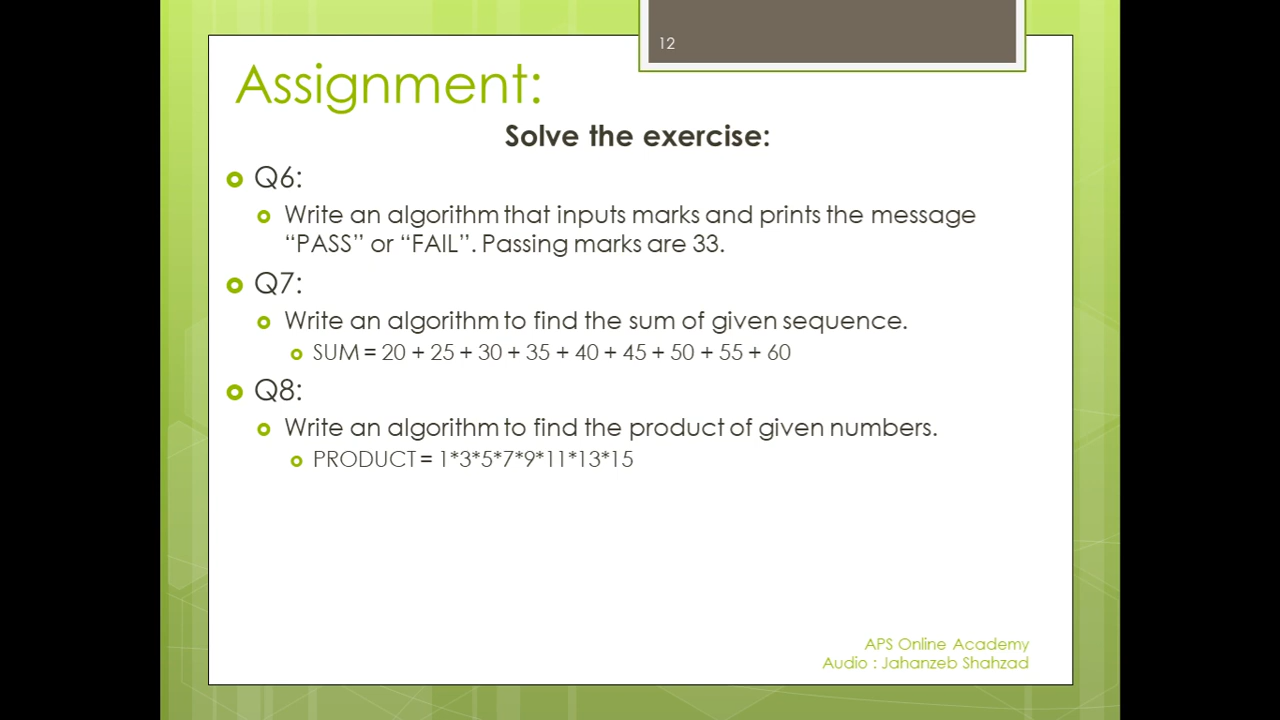 12
Assignment:
Solve the exercise:
Q6:
Write an algorithm that inputs marks and prints the message
“PASS” or “FAIL”. Passing marks are 33.
Q7:
Write an algorithm to find the sum of given sequence.
SUM = 20 + 25 + 30 + 35 + 40 + 45 + 50 + 55 + 60
Q8:
Write an algorithm to find the product of given numbers.
PRODUCT = 1*3*5*7*9*11*13*15
APS Online Academy
Audio : Jahanzeb Shahzad